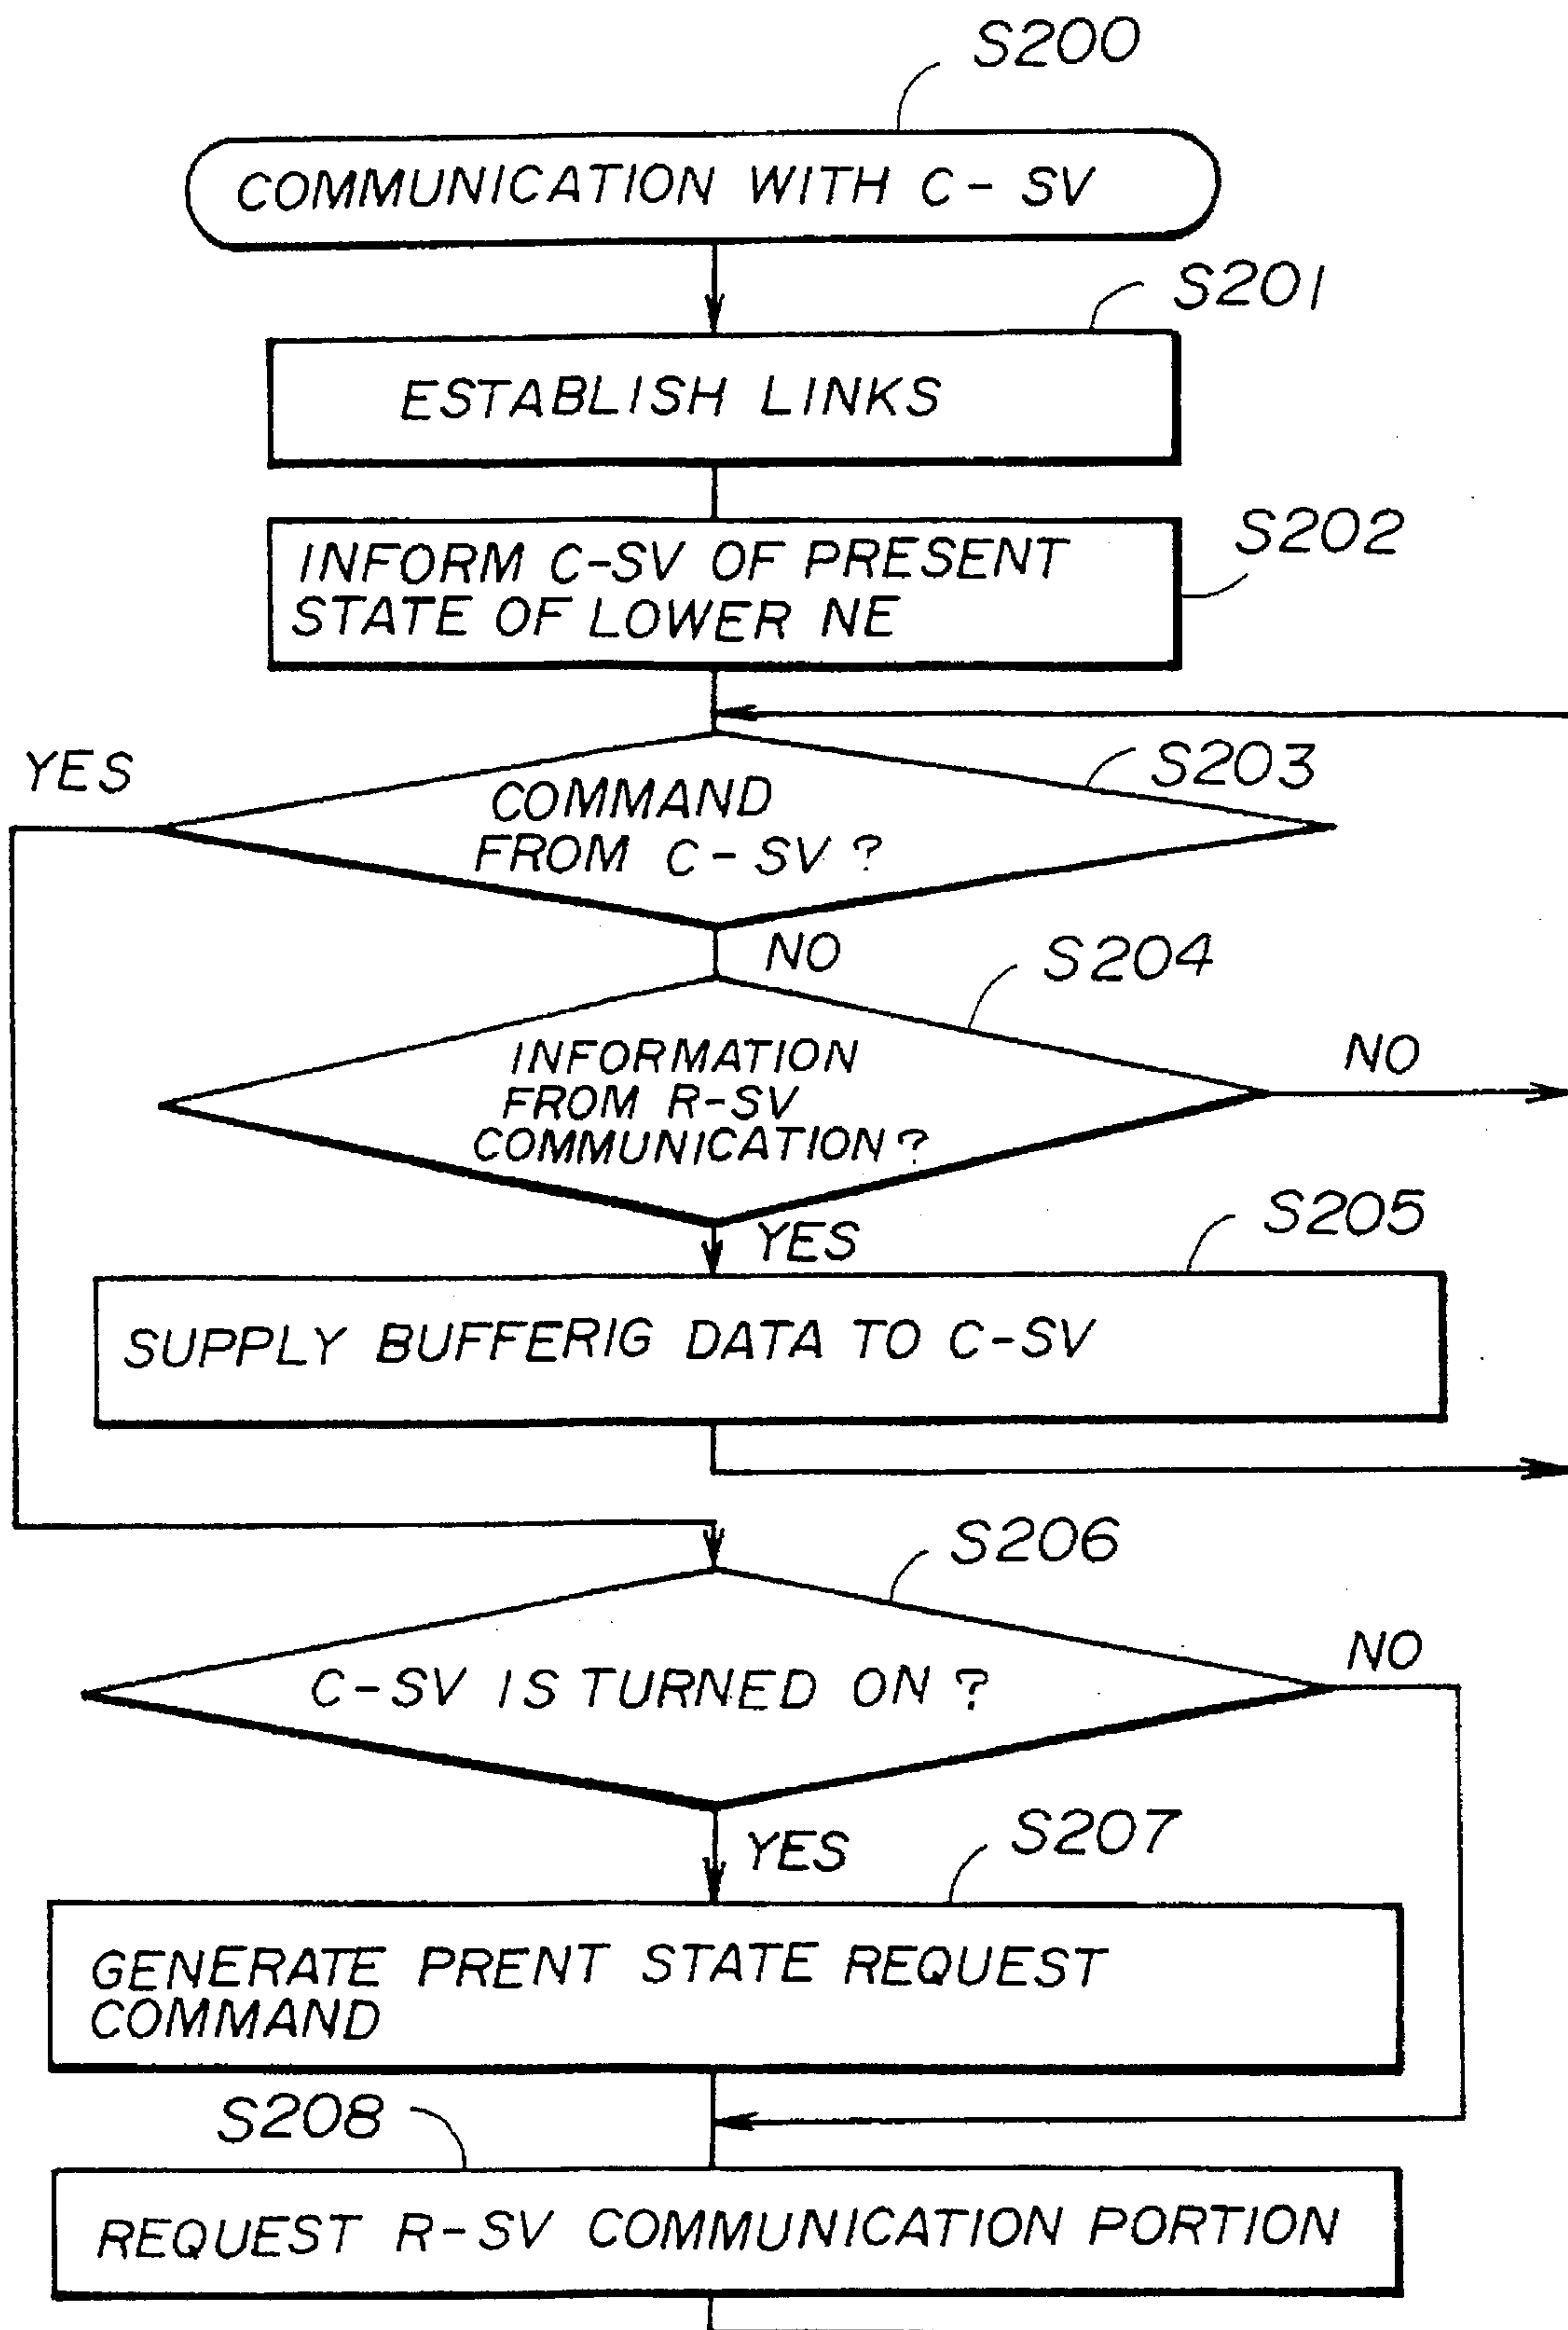 S200
COMMUNICATION WITH C-SV
S201
ESTABLISH LINKS
S202
INFORM C-SV OF PRESENT
STATE OF LOWER NE
YES
S203
COMMAND
FROM C-SV?
NO
S204
INFORMATION
FROM R-SV
COMMUNICATION?
NO
YES
S205
SUPPLY BUFFERIG DATA TO C-SV
S206
C-SV IS TURNED ON?
NO
YES
S207
GENERATE PRENT STATE REQUEST
COMMAND
S208
REQUEST R-SV COMMUNICATION PORTION